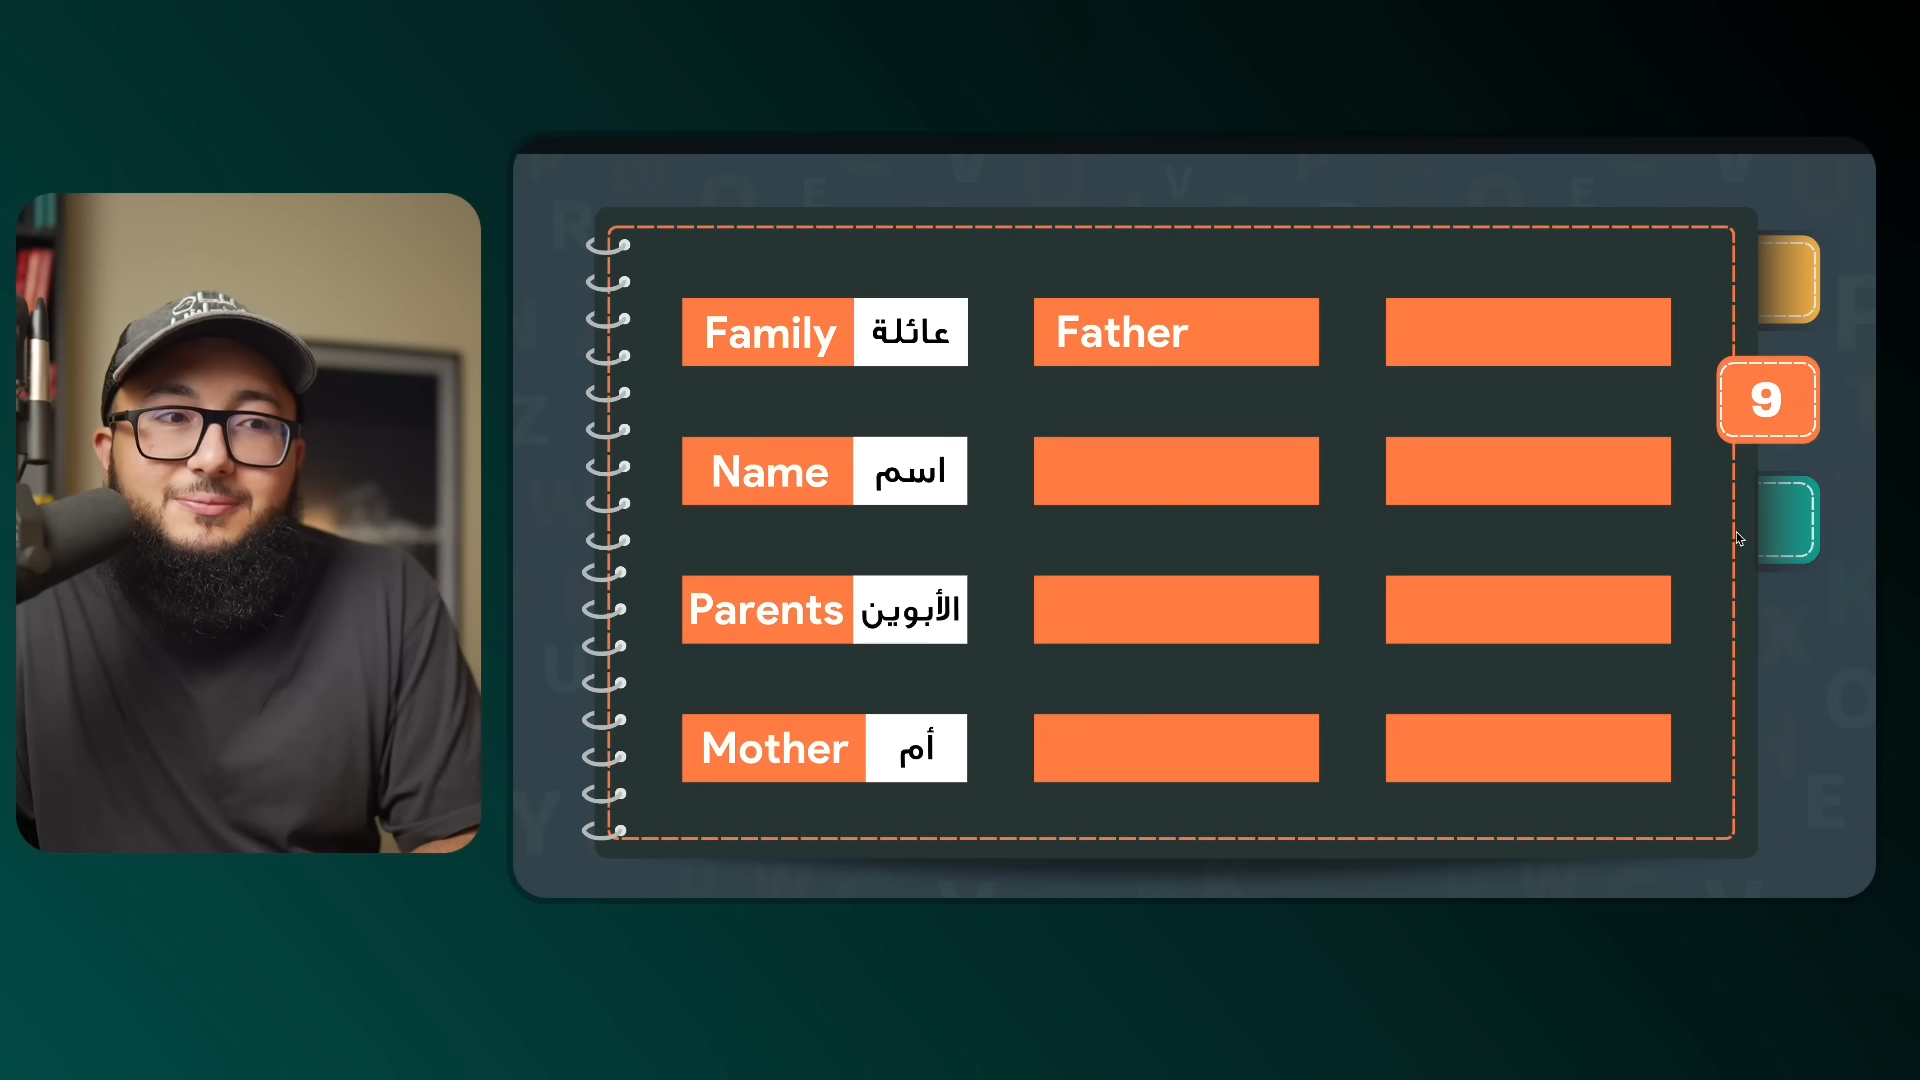 Family عائلة
Father
9
Name اسم
Parents الأبوين
Mother أم